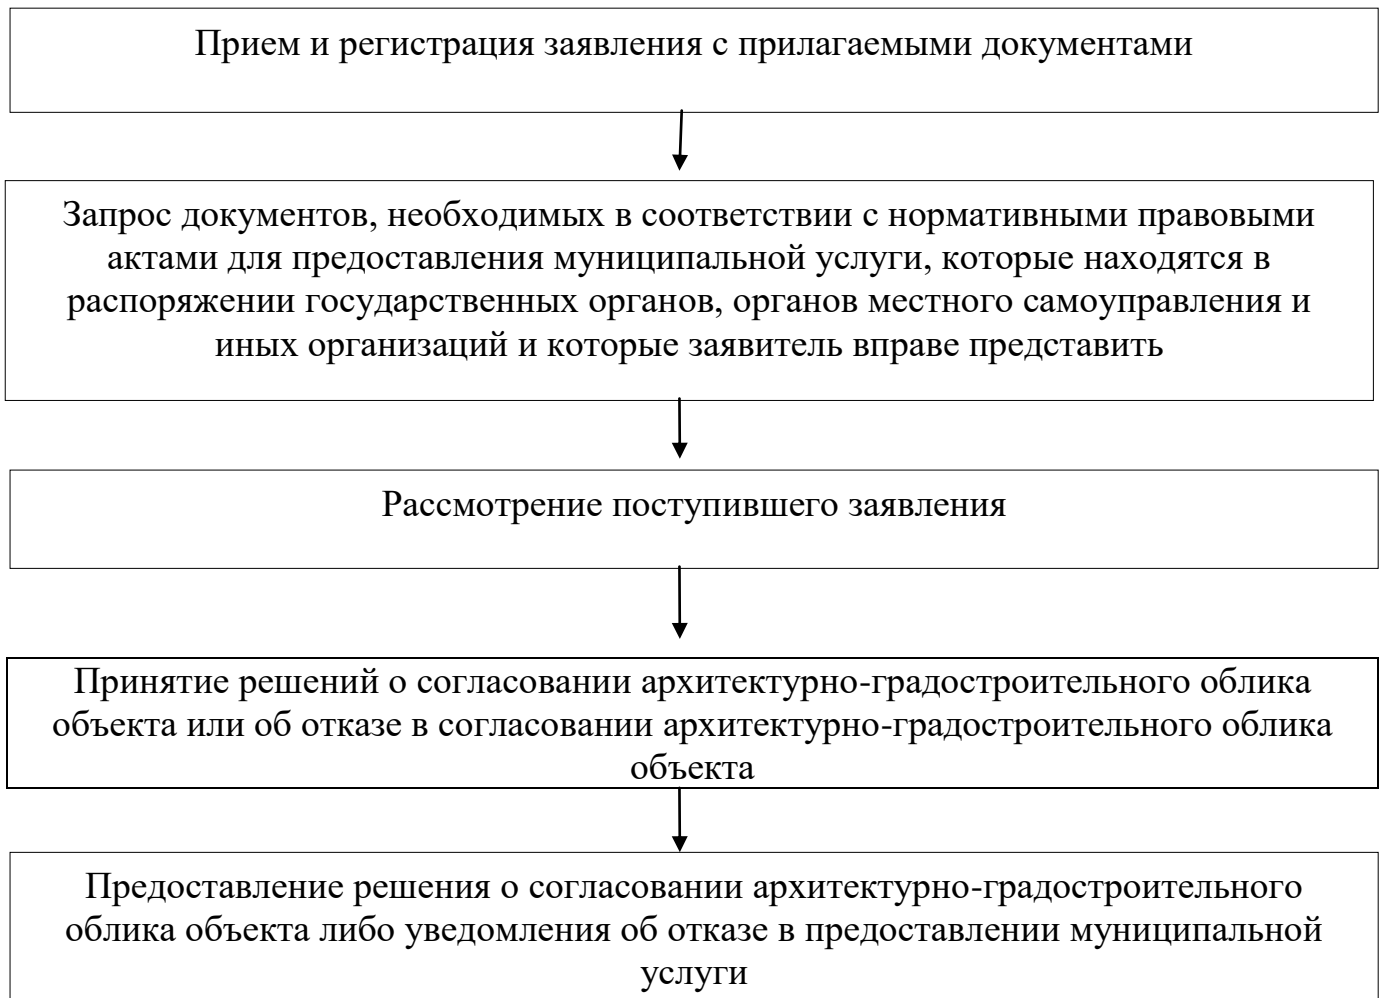 Прием и регистрация заявления с прилагаемыми документами
Запрос документов, необходимых в соответствии с нормативными правовыми
актами для предоставления муниципальной услуги, которые находятся в
распоряжении государственных органов, органов местного самоуправления и
иных организаций и которые заявитель вправе представить
Рассмотрение поступившего заявления
Принятие решений о согласовании архитектурно-градостроительного облика
объекта или об отказе в согласовании архитектурно-градостроительного облика
объекта
Предоставление решения о согласовании архитектурно-градостроительного
облика объекта либо уведомления об отказе в предоставлении муниципальной
услуги